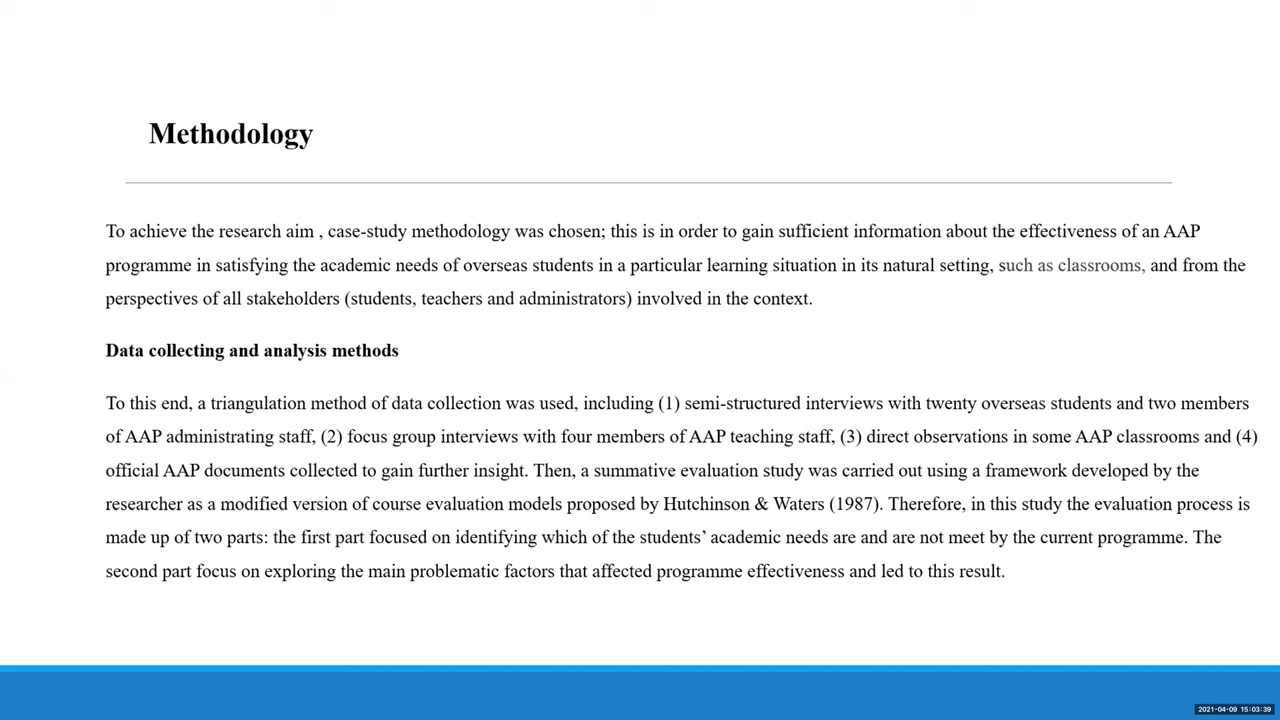 Methodology
To achieve the research aim , case-study methodology was chosen; this is in order to gain sufficient information about the effectiveness of an AAP
programme in satisfying the academic needs of overseas students in a particular learning situation in its natural setting, such as classrooms, and from the
perspectives of all stakeholders (students, teachers and administrators) involved in the context.
Data collecting and analysis methods
To this end, a triangulation method of data collection was used, including (1) semi-structured interviews with twenty overseas students and two members
of AAP administrating staff, (2) focus group interviews with four members of AAP teaching staff, (3) direct observations in some AAP classrooms and (4)
official AAP documents collected to gain further insight. Then, a summative evaluation study was carried out using a framework developed by the
researcher as a modified version of course evaluation models proposed by Hutchinson & Waters (1987). Therefore, in this study the evaluation process is
made up of two parts: the first part focused on identifying which of the students’ academic needs are and are not meet by the current programme. The
second part focus on exploring the main problematic factors that affected programme effectiveness and led to this result.
2021-04-09 15:03:39